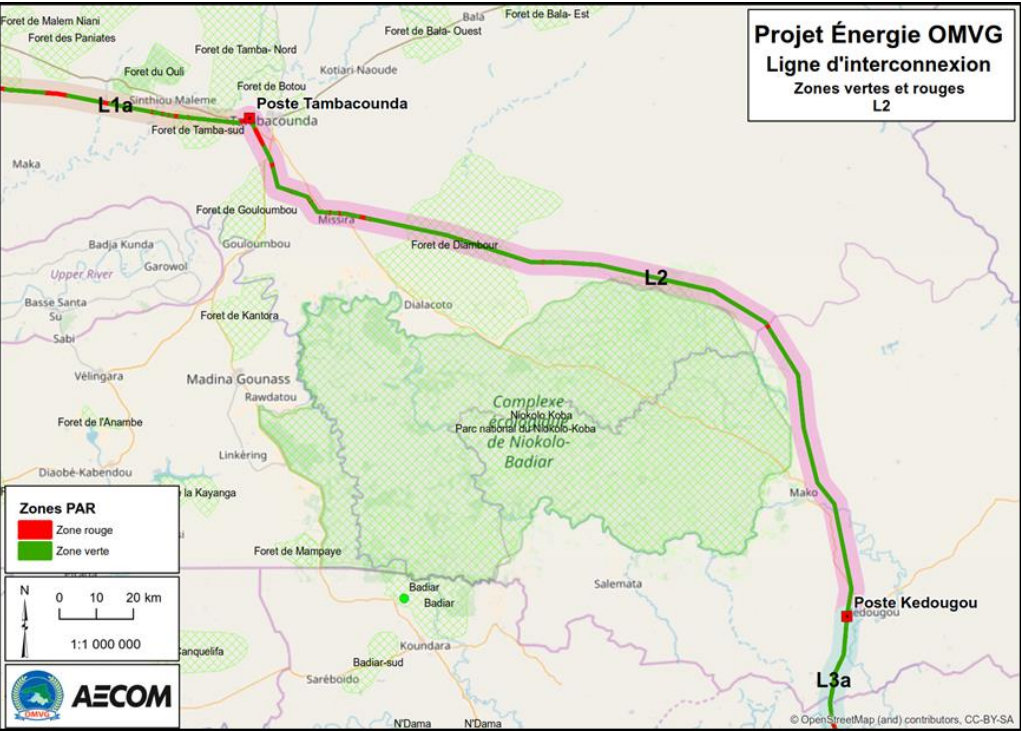 Projet Énergie OMVG
Ligne d'interconnexion
Zones vertes et rouges
L2
Foret de Malem Niani
Foret des Paniates
Foret de Tamba- Nord
Bala
Foret de Bala- Ouest
Foret de Bala- Est
Foret du Ouli
Kotiari Naoude
Foret de Botou
Sinthiou Maleme
L1a
Poste Tambacounda
bacounda
Foret de Tamba-sud
Maka
Foret de Gouloumbou
Missira
Badja Kunda
Gouloumbou
Foret de Diambour
Garowol
Upper River
L2
Basse Santa
Su
Dialacoto
Foret de Kantora
Sabi
Vélingara
Madina Gounass
Rawdatou
Complexe
écologique
de Niokolo-
Badiar
Niokolo Koba
Parc national du Niokolo-Koba
Foret de l'Anambe
Linkéring
Diaobé-Kabendou
la Kayanga
Mako
Zones PAR
Zone rouge
Zone verte
Foret de Mampaye
Salemata
Badiar
Badiar
Poste Kedougou
edougou
N
0 10 20 km
1:1 000 000
Koundara
Canquelifa
Badiar-sud
Saréboido
L3a
OMVG
AECOM
N'Dama
N'Dama
© OpenStreetMap (and) contributors, CC-BY-SA